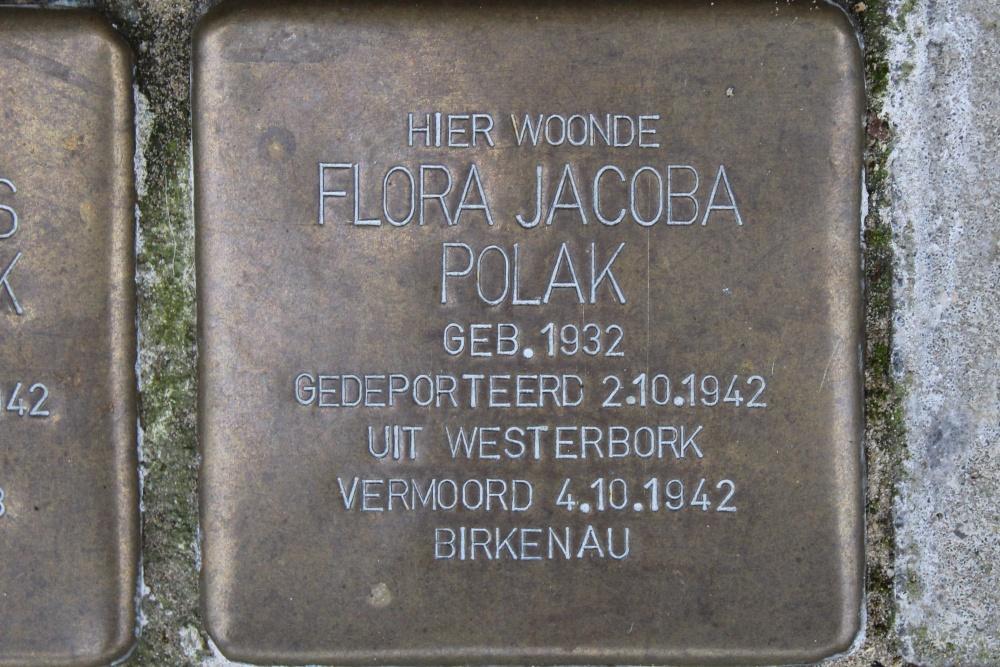 HIER WOONDE
FLORA JACOBA
POLAK
GEB. 1932
GEDEPORTEERD 2.10.1942
UIT WESTERBORK
VERMOORD 4.10.1942
BIRKENAU